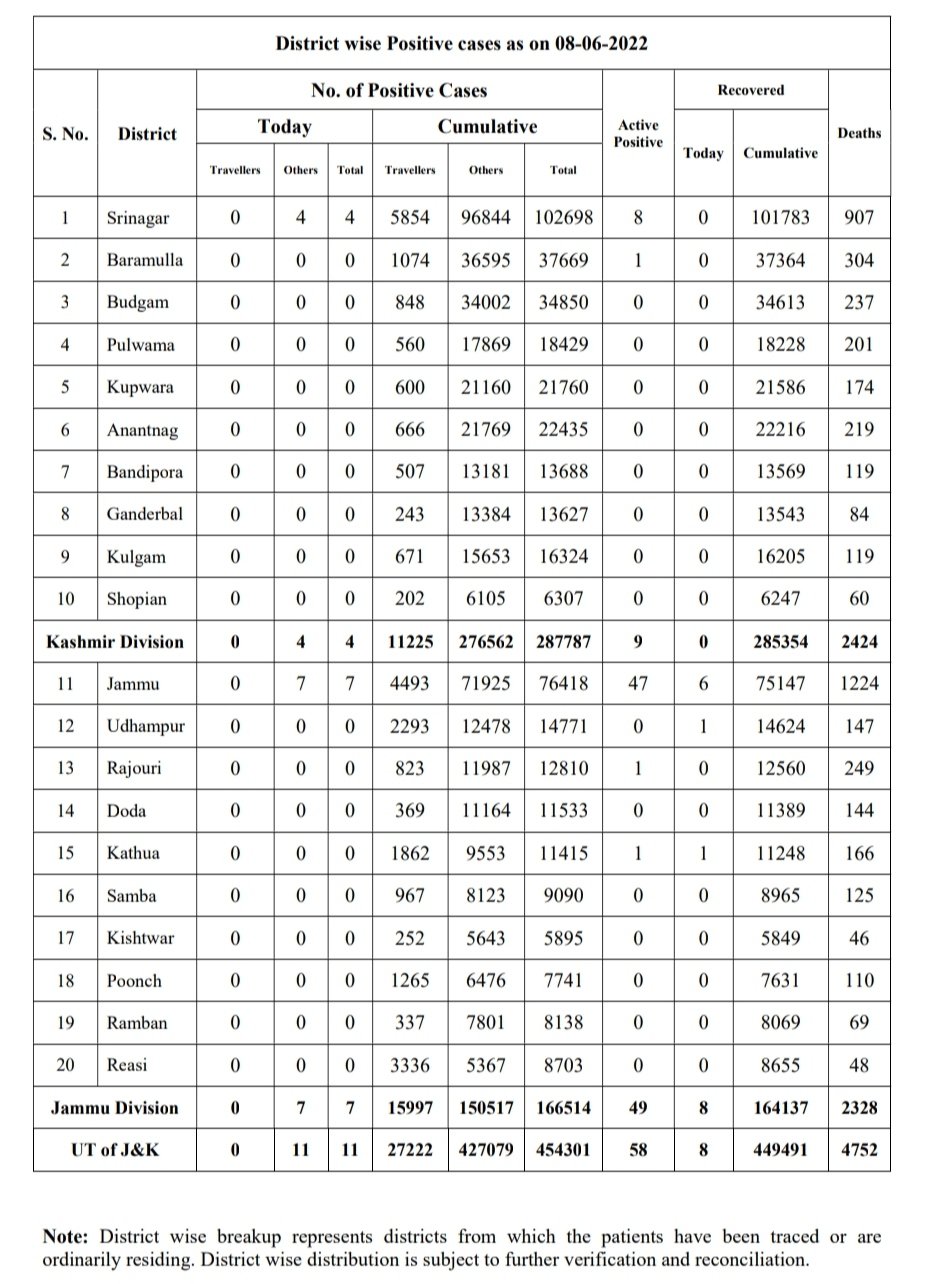 District wise Positive cases as on 08-06-2022
S. No. District No. of Positive Cases Active Positive Recovered Deaths
Today Cumulative Today Cumulative
Travellers Others Total Travellers Others Total
1 Srinagar 0 4 4 5854 96844 102698 8 0 101783 907
2 Baramulla 0 0 0 1074 36595 37669 1 0 37364 304
3 Budgam 0 0 0 848 34002 34850 0 0 34613 237
4 Pulwama 0 0 0 560 17869 18429 0 0 18228 201
5 Kupwara 0 0 0 600 21160 21760 0 0 21586 174
6 Anantnag 0 0 0 666 21769 22435 0 0 22216 219
7 Bandipora 0 0 0 507 13181 13688 0 0 13569 119
8 Ganderbal 0 0 0 243 13384 13627 0 0 13543 84
9 Kulgam 0 0 0 671 15653 16324 0 0 16205 119
10 Shopian 0 0 0 202 6105 6307 0 0 6247 60
Kashmir Division 0 4 4 11225 276562 287787 9 0 285354 2424
11 Jammu 0 7 7 4493 71925 76418 47 6 75147 1224
12 Udhampur 0 0 0 2293 12478 14771 0 1 14624 147
13 Rajouri 0 0 0 823 11987 12810 1 0 12560 249
14 Doda 0 0 0 369 11164 11533 0 0 11389 144
15 Kathua 0 0 0 1862 9553 11415 1 1 11248 166
16 Samba 0 0 0 967 8123 9090 0 0 8965 125
17 Kishtwar 0 0 0 252 5643 5895 0 0 5849 46
18 Poonch 0 0 0 1265 6476 7741 0 0 7631 110
19 Ramban 0 0 0 337 7801 8138 0 0 8069 69
20 Reasi 0 0 0 3336 5367 8703 0 0 8655 48
Jammu Division 0 7 7 15997 150517 166514 49 8 164137 2328
UT of J&K 0 11 11 27222 427079 454301 58 8 449491 4752
Note: District wise breakup represents districts from which the patients have been traced or are
ordinarily residing. District wise distribution is subject to further verification and reconciliation.